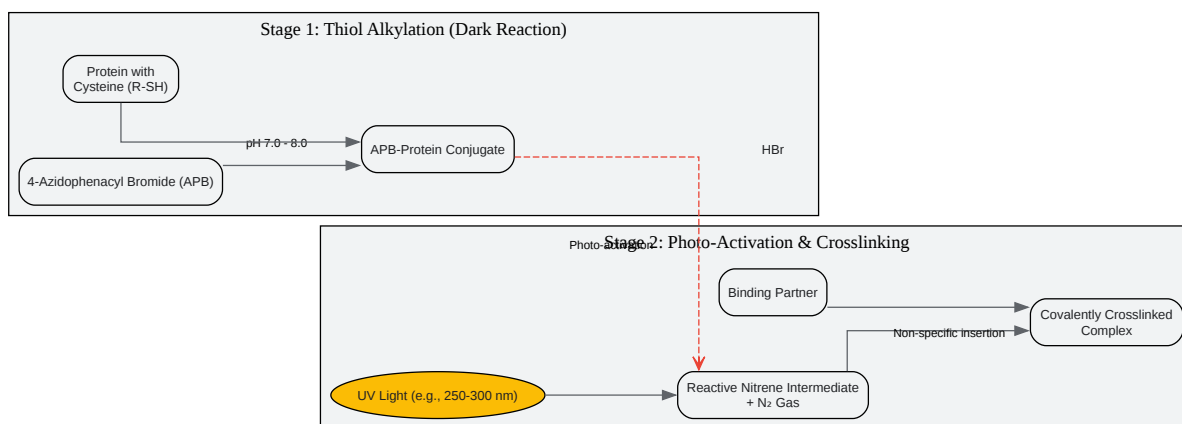 Stage 1: Thiol Alkylation (Dark Reaction)
Protein with
Cysteine (R-SH)
pH 7.0 - 8.0
4-Azidophenacyl Bromide (APB)
APB-Protein Conjugate
HBr
Photo-activation
Stage 2: Photo-Activation & Crosslinking
Binding Partner
Covalently Crosslinked
Complex
Non-specific insertion
UV Light (e.g., 250-300 nm)
Reactive Nitrene Intermediate
+ N₂ Gas